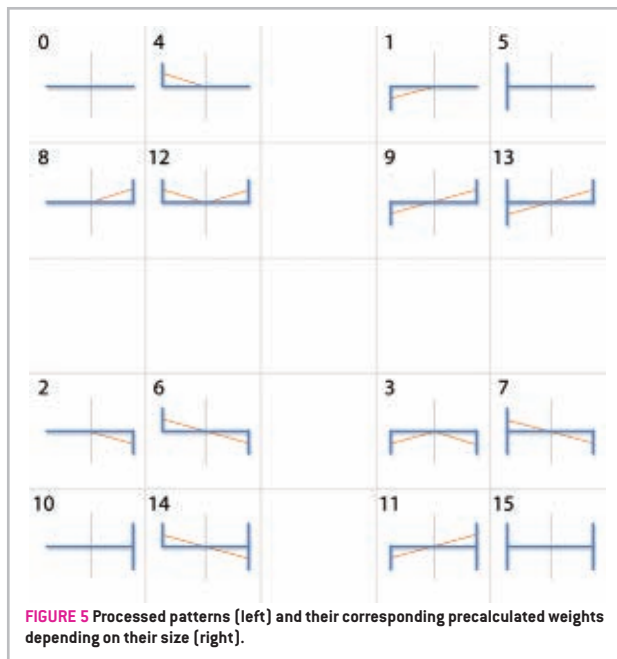 0 4 1 5
8 12 9 13
2 6 3 7
10 14 11 15
FIGURE 5 Processed patterns (left) and their corresponding precalculated weights
depending on their size (right).